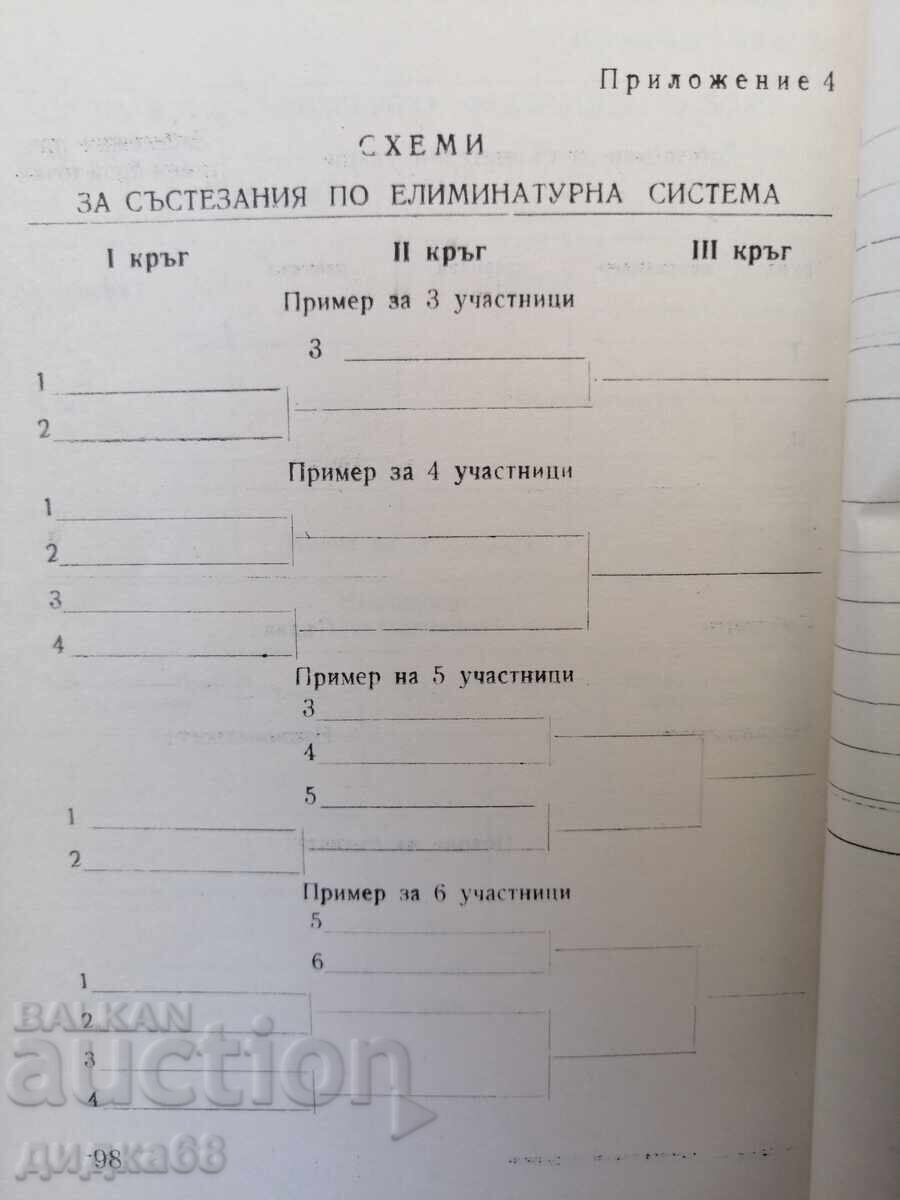 Приложение 4
СХЕМИ
ЗА СЪСТЕЗАНИЯ ПО ЕЛИМИНАТУРНА СИСТЕМА
I кръг II кръг III кръг
Пример за 3 участници
3
1
2
Пример за 4 участници
1
2
3
4
Пример на 5 участници
3
4
5
1
2
Пример за 6 участници
5
6
1
2
3
4
98
BALKAN
auction
дидка68